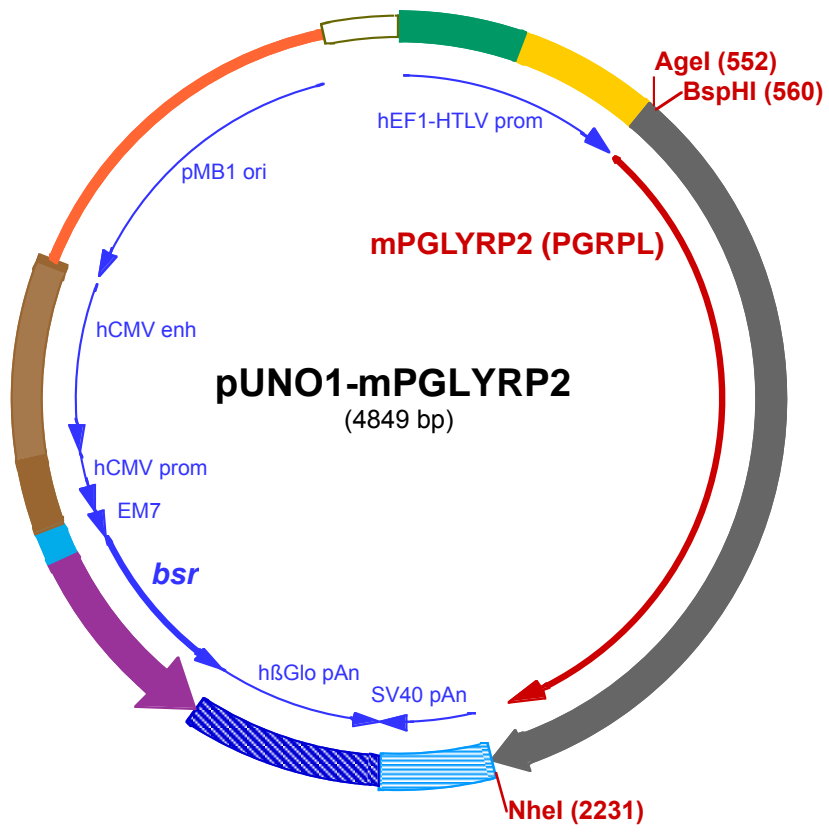 AgeI (552)
BspHI (560)
hEF1-HTLV prom
pMB1 ori
mPGLYRP2 (PGRPL)
hCMV enh
pUNO1-mPGLYRP2
(4849 bp)
hCMV prom
EM7
bsr
hßGlo pAn
SV40 pAn
NheI (2231)